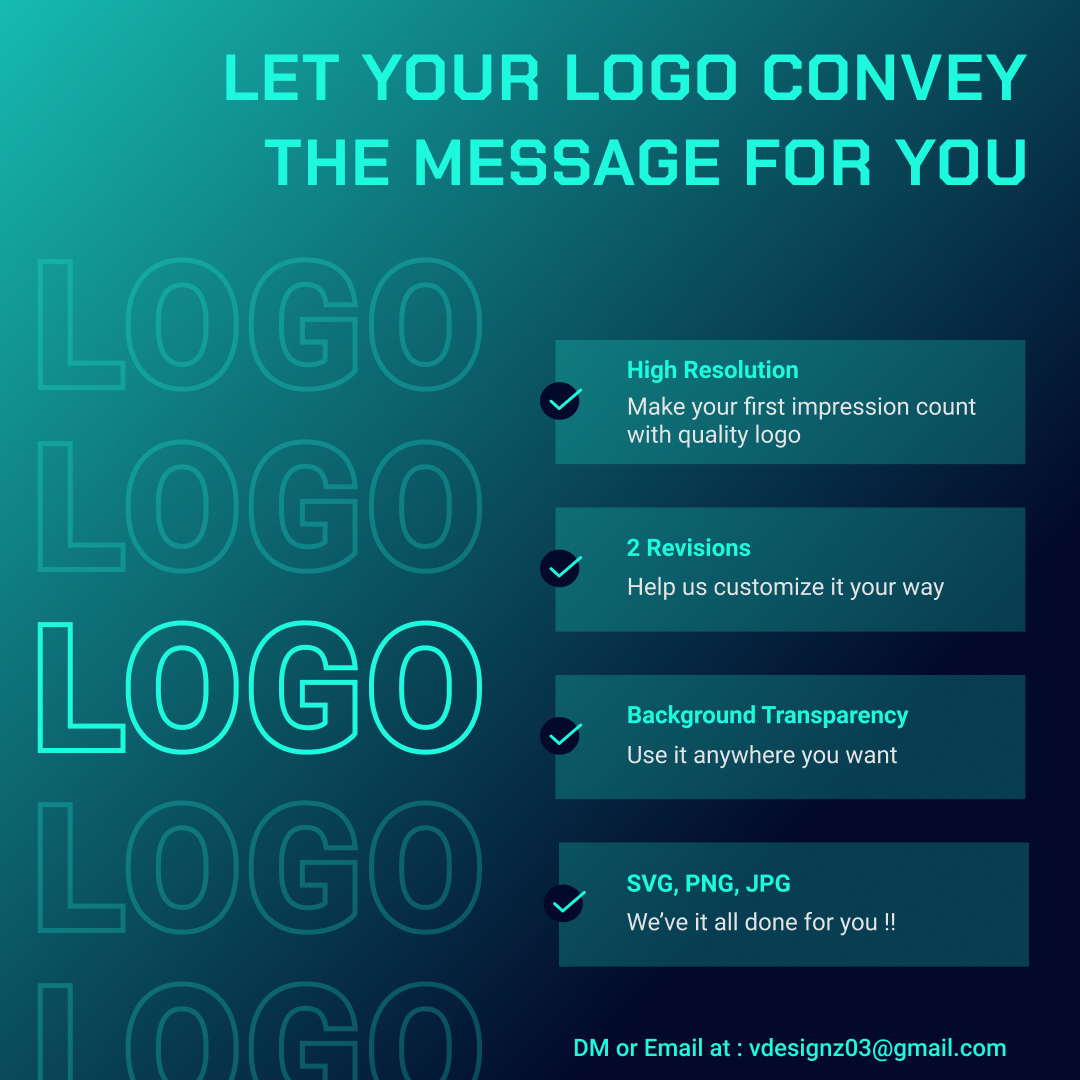 LET YOUR LOGO CONVEY
THE MESSAGE FOR YOU
LOGO
LOGO
LOGO
LOGO
LOGO
High Resolution
Make your first impression count
with quality logo
2 Revisions
Help us customize it your way
Background Transparency
Use it anywhere you want
SVG, PNG, JPG
We’ve it all done for you !!
DM or Email at : vdesignz03@gmail.com